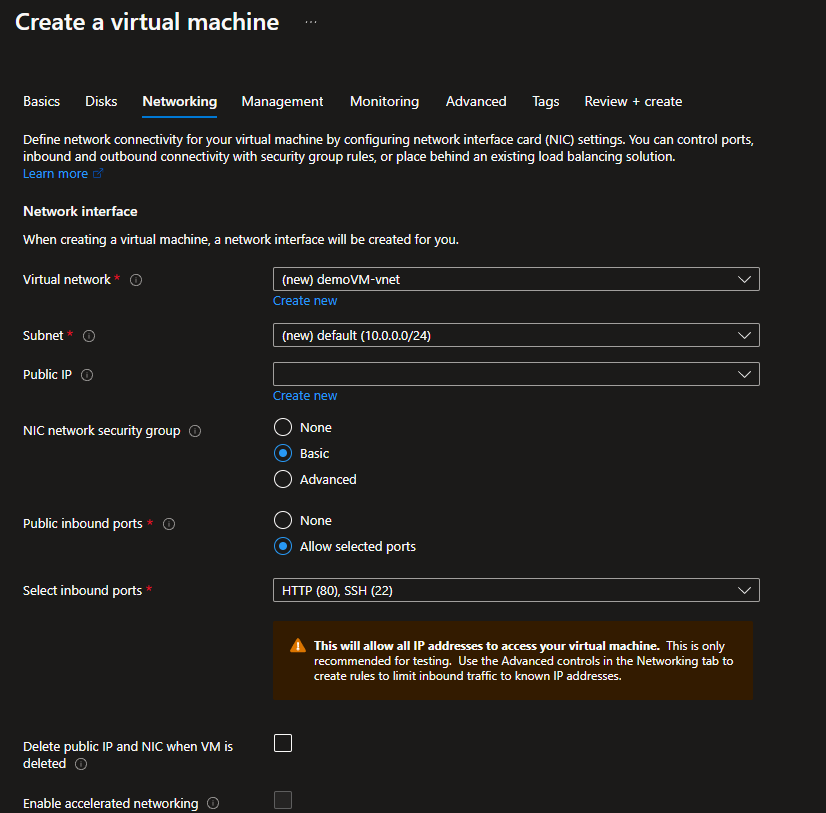 Create a virtual machine ...
Basics Disks Networking Management Monitoring Advanced Tags Review + create
Define network connectivity for your virtual machine by configuring network interface card (NIC) settings. You can control ports,
inbound and outbound connectivity with security group rules, or place behind an existing load balancing solution.
Learn more
Network interface
When creating a virtual machine, a network interface will be created for you.
Virtual network *
(new) demoVM-vnet
Create new
Subnet *
(new) default (10.0.0.0/24)
Public IP
Create new
NIC network security group
None
Basic
Advanced
Public inbound ports *
None
Allow selected ports
Select inbound ports *
HTTP (80), SSH (22)
This will allow all IP addresses to access your virtual machine. This is only
recommended for testing. Use the Advanced controls in the Networking tab to
create rules to limit inbound traffic to known IP addresses.
Delete public IP and NIC when VM is
deleted
Enable accelerated networking